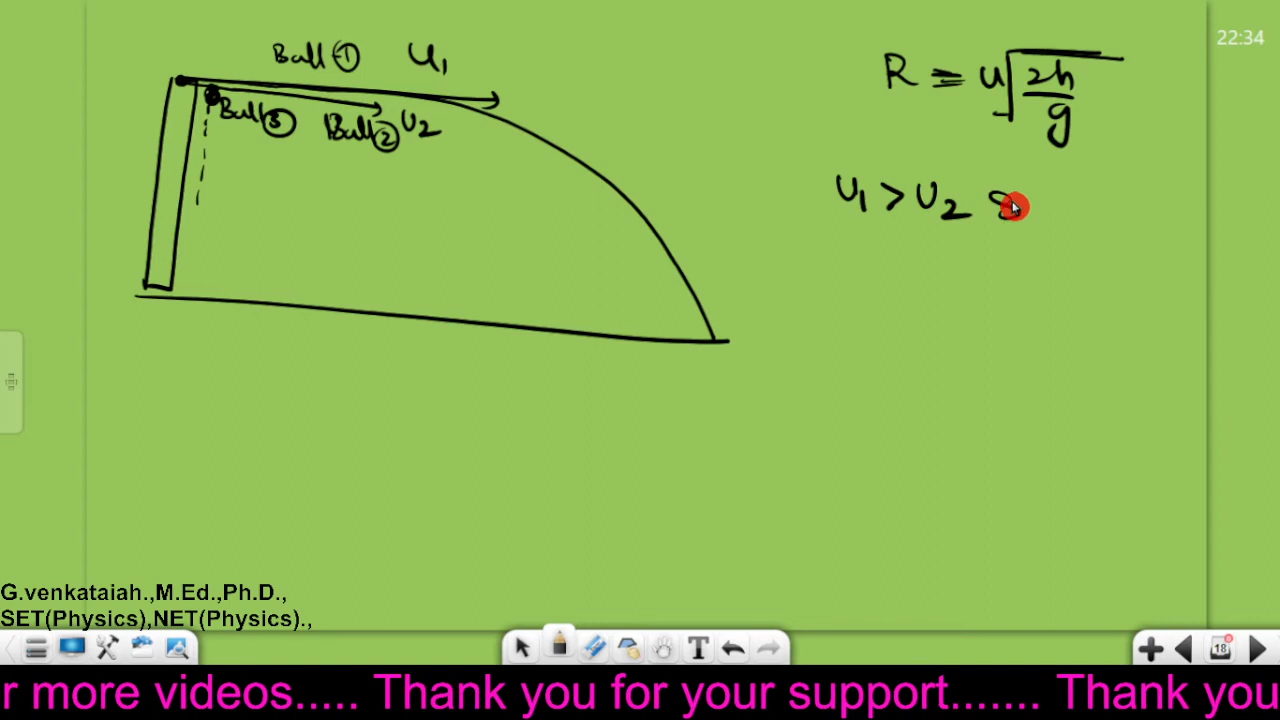 22:34
Ball ① U₁
Ball ③ Ball ② U₂
R = u√(2h/g)
U₁ > U₂
G.venkataiah.,M.Ed.,Ph.D.,
SET(Physics),NET(Physics).,
18
r more videos..... Thank you for your support....... Thank you